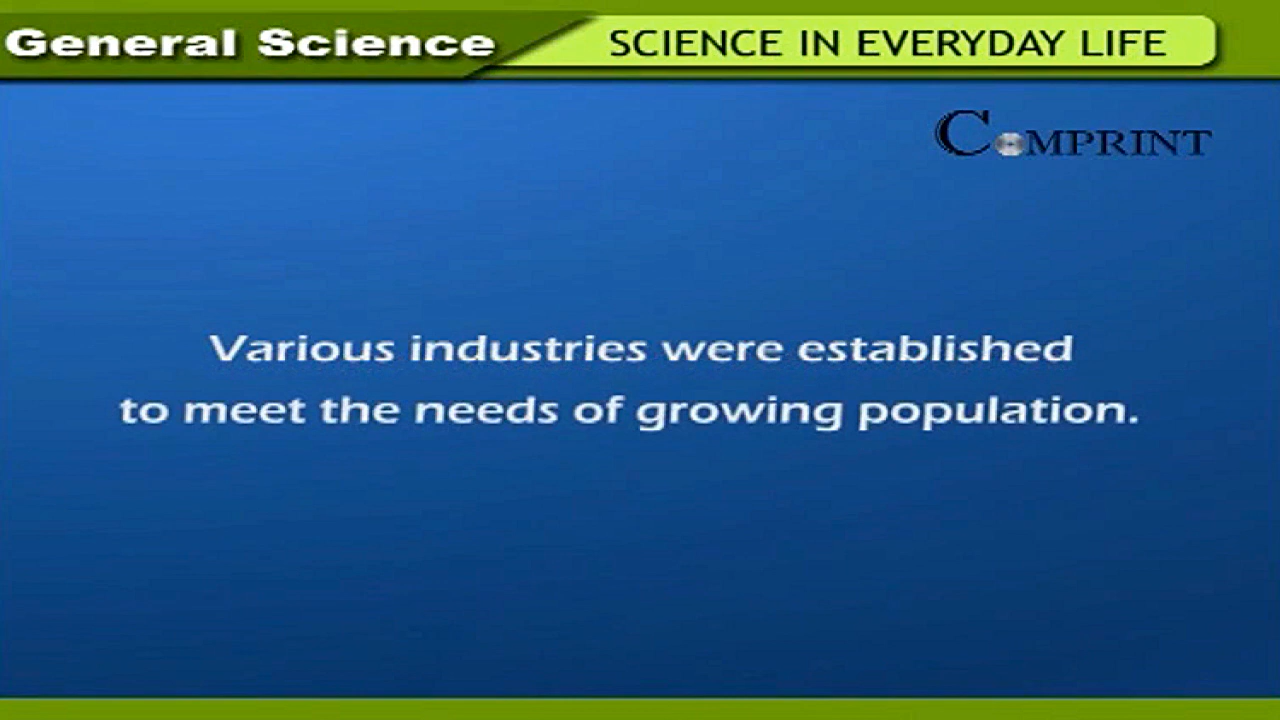 General Science
SCIENCE IN EVERYDAY LIFE
COMPRINT
Various industries were established
to meet the needs of growing population.